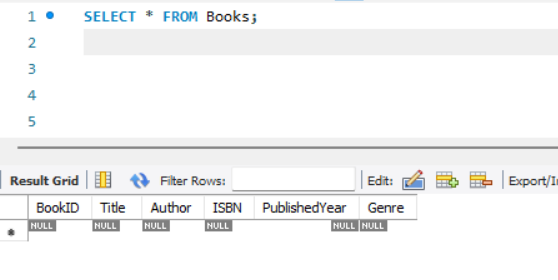 1 SELECT * FROM Books;
2
3
4
5
Result Grid Filter Rows: Edit: Export/I
BookID Title Author ISBN PublishedYear Genre
* NULL NULL NULL NULL NULL NULL